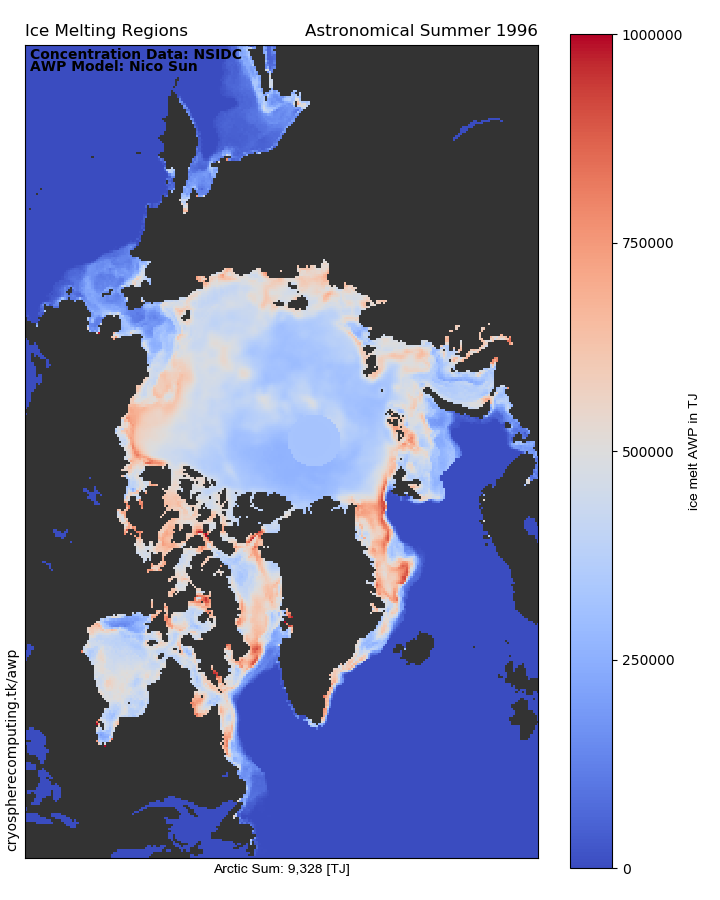 Ice Melting Regions
Astronomical Summer 1996
Concentration Data: NSIDC
AWP Model: Nico Sun
1000000
750000
500000
250000
0
ice melt AWP in TJ
cryospherecomputing.tk/awp
Arctic Sum: 9,328 [TJ]